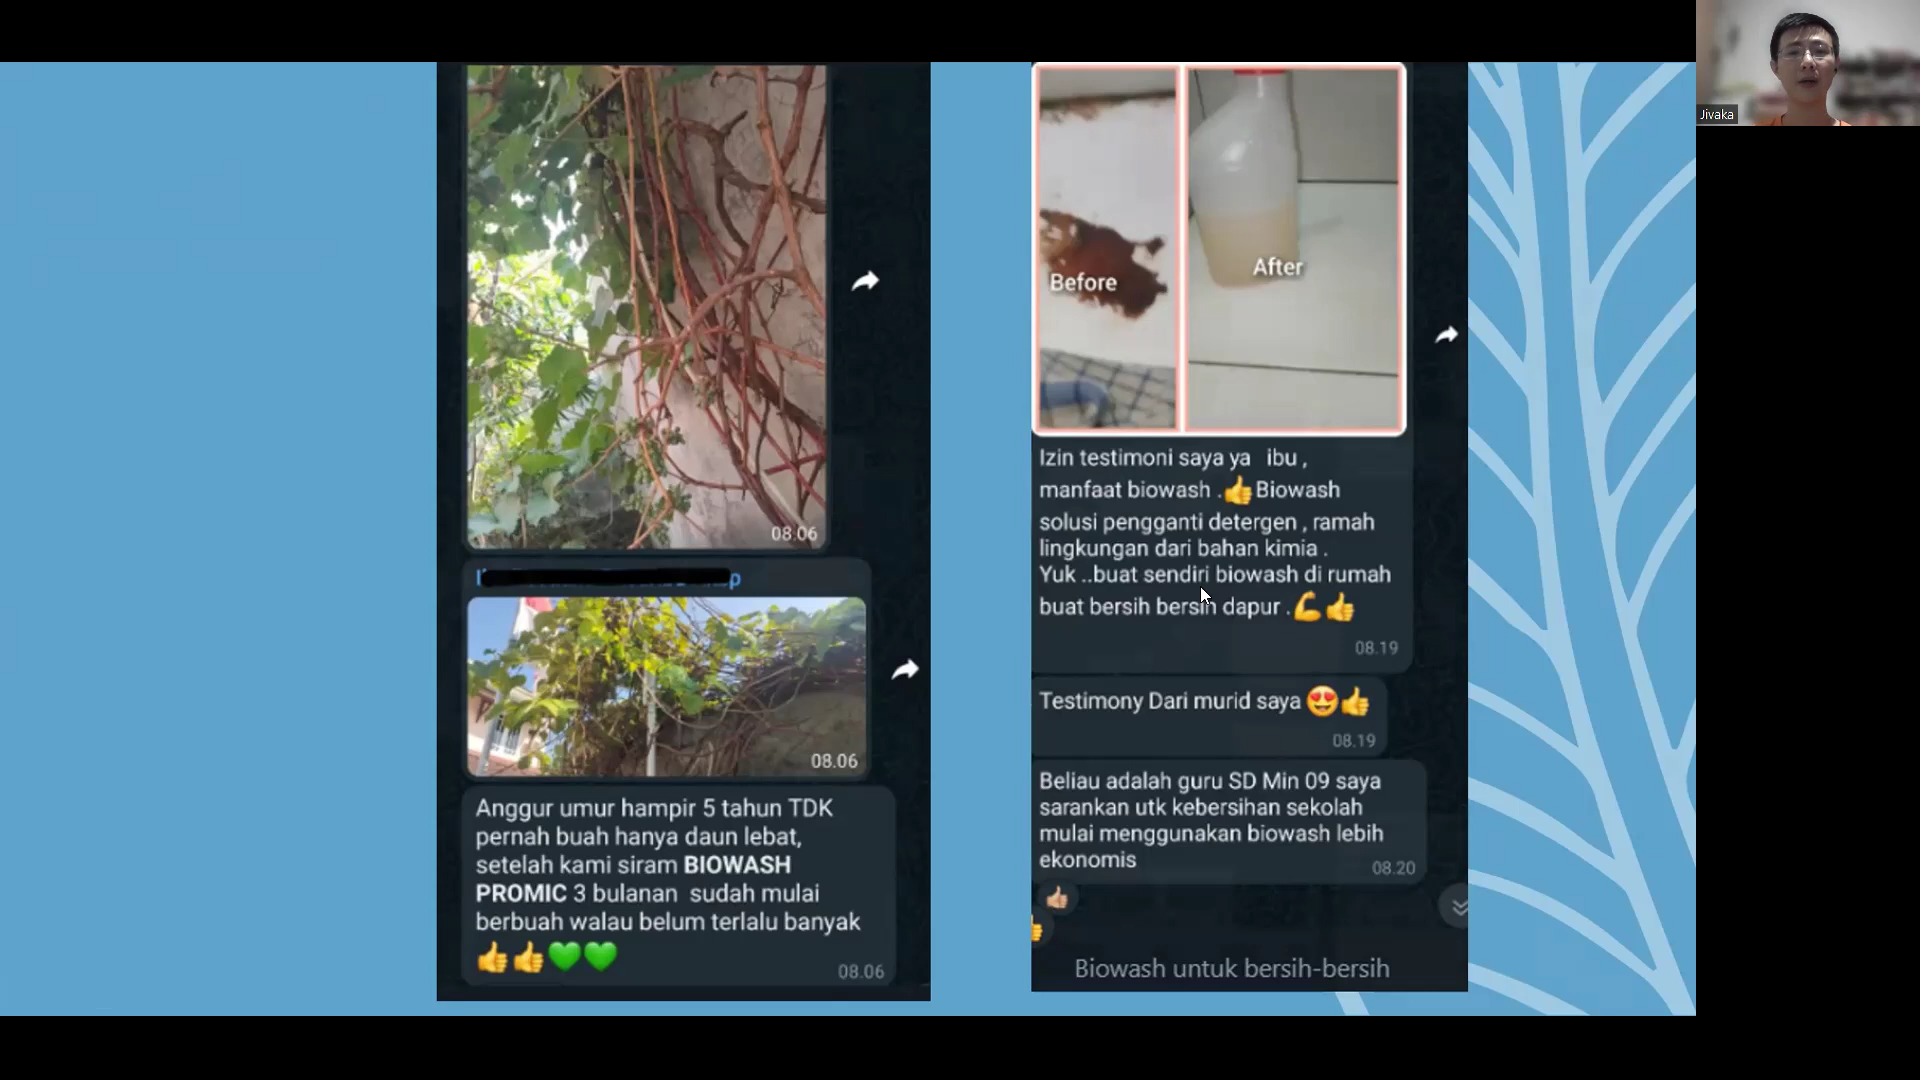 08.06
08.06
Anggur umur hampir 5 tahun TDK
pernah buah hanya daun lebat,
setelah kami siram BIOWASH
PROMIC 3 bulanan sudah mulai
berbuah walau belum terlalu banyak
👍👍💚💚
08.06
Before
After
Izin testimoni saya ya ibu ,
manfaat biowash .👍Biowash
solusi pengganti detergen , ramah
lingkungan dari bahan kimia .
Yuk ..buat sendiri biowash di rumah
buat bersih bersih dapur .💪👍
08.19
Testimony Dari murid saya 😍👍
08.19
Beliau adalah guru SD Min 09 saya
sarankan utk kebersihan sekolah
mulai menggunakan biowash lebih
ekonomis
08.20
Biowash untuk bersih-bersih
Jivaka